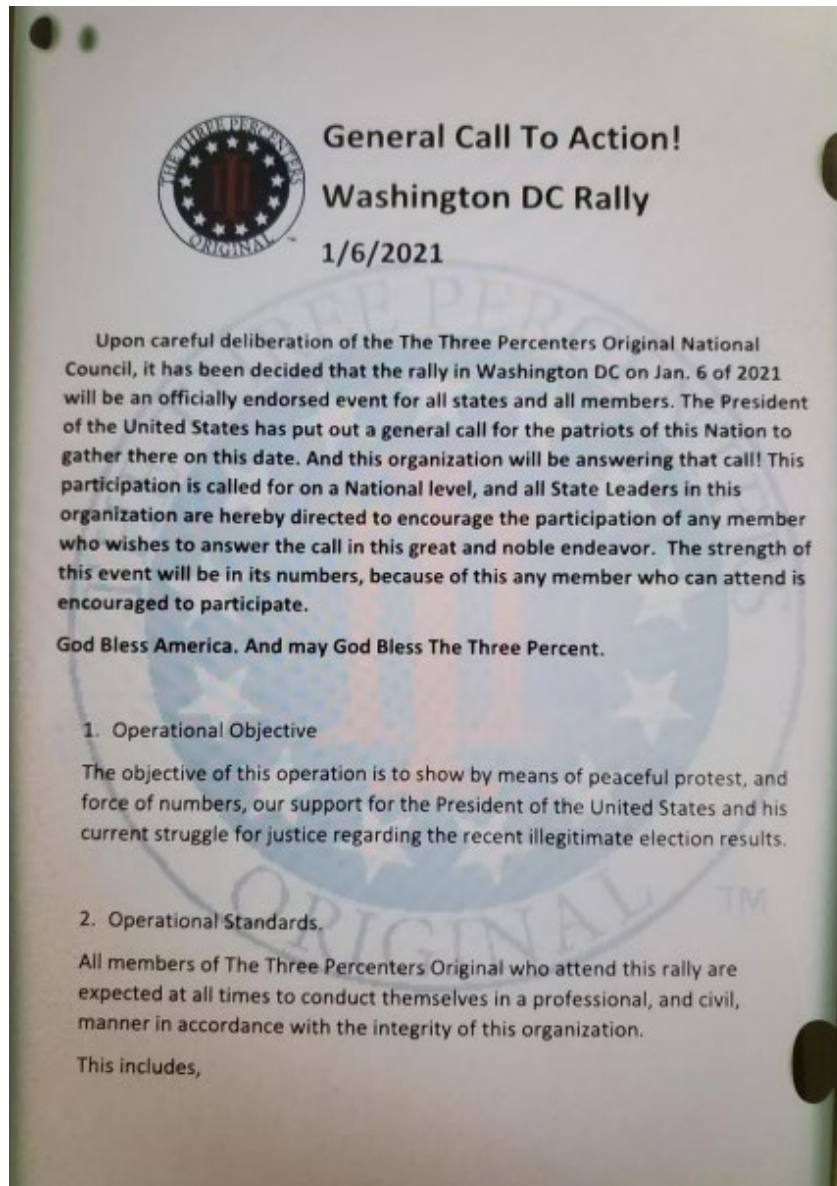 THE THREE PERCENTERS
ORIGINAL
General Call To Action!
Washington DC Rally
1/6/2021
Upon careful deliberation of the The Three Percenters Original National
Council, it has been decided that the rally in Washington DC on Jan. 6 of 2021
will be an officially endorsed event for all states and all members. The President
of the United States has put out a general call for the patriots of this Nation to
gather there on this date. And this organization will be answering that call! This
participation is called for on a National level, and all State Leaders in this
organization are hereby directed to encourage the participation of any member
who wishes to answer the call in this great and noble endeavor. The strength of
this event will be in its numbers, because of this any member who can attend is
encouraged to participate.
God Bless America. And may God Bless The Three Percent.
1. Operational Objective
The objective of this operation is to show by means of peaceful protest, and
force of numbers, our support for the President of the United States and his
current struggle for justice regarding the recent illegitimate election results.
ORIGINAL TM
2. Operational Standards.
All members of The Three Percenters Original who attend this rally are
expected at all times to conduct themselves in a professional, and civil,
manner in accordance with the integrity of this organization.
This includes,